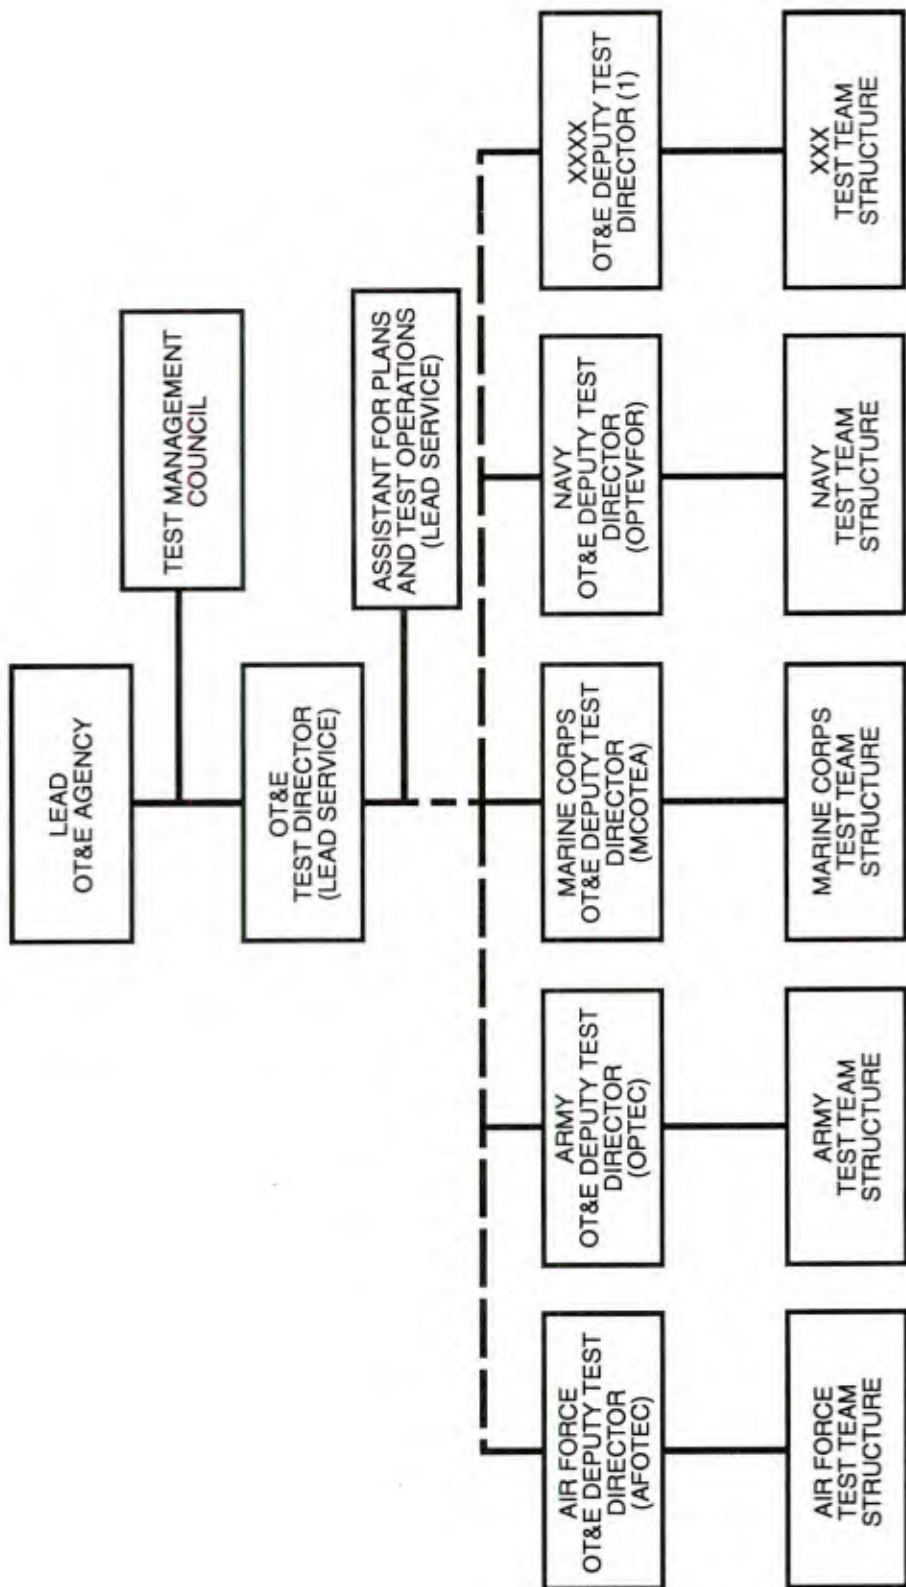 LEAD
OT&E AGENCY
TEST MANAGEMENT
COUNCIL
OT&E
TEST DIRECTOR
(LEAD SERVICE)
ASSISTANT FOR PLANS
AND TEST OPERATIONS
(LEAD SERVICE)
AIR FORCE
OT&E DEPUTY TEST
DIRECTOR
(AFOTEC)
ARMY
OT&E DEPUTY TEST
DIRECTOR
(OPTEC)
MARINE CORPS
OT&E DEPUTY TEST
DIRECTOR
(MCOTEA)
NAVY
OT&E DEPUTY TEST
DIRECTOR
(OPTEVFOR)
XXXX
OT&E DEPUTY TEST
DIRECTOR (1)
AIR FORCE
TEST TEAM
STRUCTURE
ARMY
TEST TEAM
STRUCTURE
MARINE CORPS
TEST TEAM
STRUCTURE
NAVY
TEST TEAM
STRUCTURE
XXX
TEST TEAM
STRUCTURE